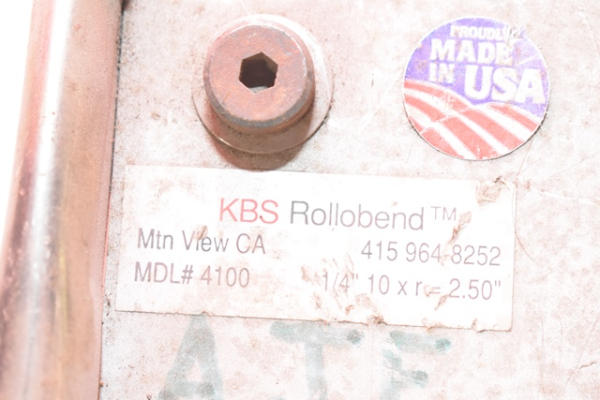 PROUDLY
MADE
IN USA
KBS Rollobend™
Mtn View CA 415 964-8252
MDL# 4100 1/4" 10 x r = 2.50"